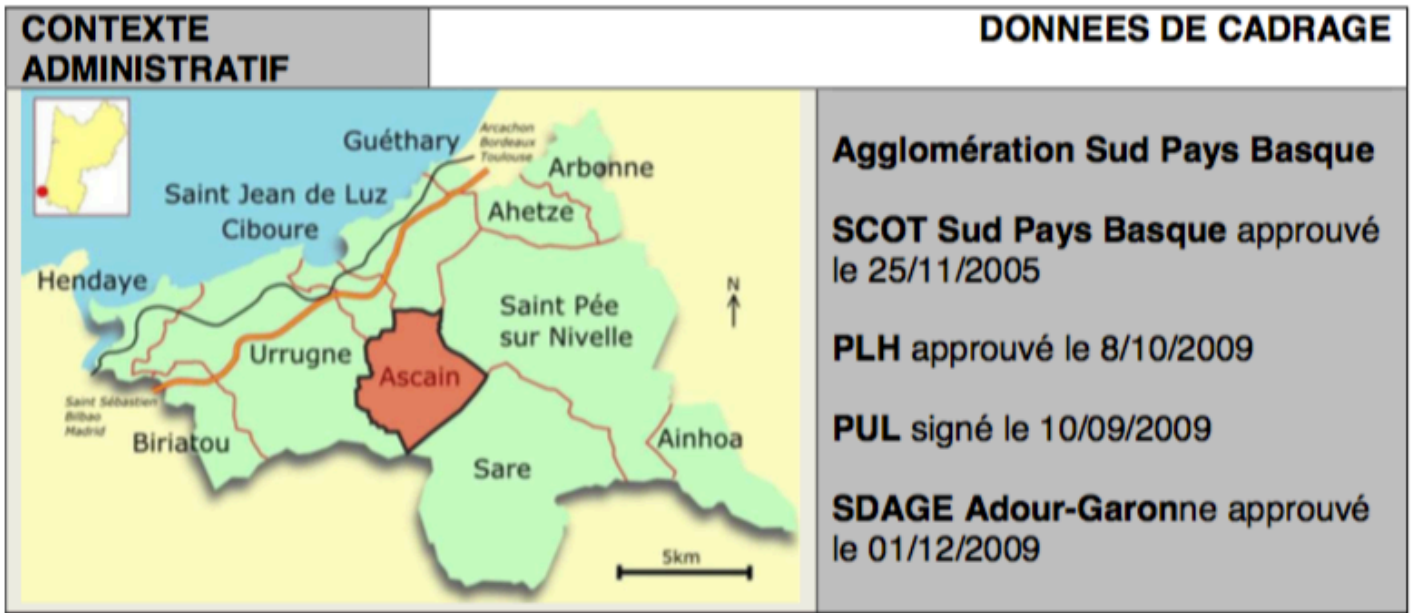 CONTEXTE
ADMINISTRATIF
DONNEES DE CADRAGE
Guéthary
Arcachon
Bordeaux
Toulouse
Arbonne
Saint Jean de Luz
Ciboure
Ahetze
Hendaye
Saint Pée
sur Nivelle
N
Urrugne
Ascain
Saint Sébastien
Bilbao
Madrid
Biriatou
Ainhoa
Sare
5km
Agglomération Sud Pays Basque
SCOT Sud Pays Basque approuvé
le 25/11/2005
PLH approuvé le 8/10/2009
PUL signé le 10/09/2009
SDAGE Adour-Garonne approuvé
le 01/12/2009